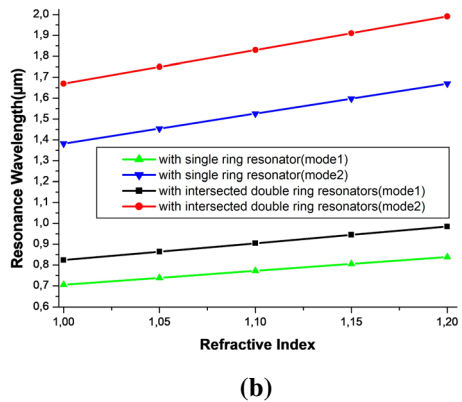 2,0
1,9
1,8
1,7
1,6
1,5
1,4
1,3
1,2
1,1
1,0
0,9
0,8
0,7
0,6
Resonance Wavelength(μm)
with single ring resonator(mode1)
with single ring resonator(mode2)
with intersected double ring resonators(mode1)
with intersected double ring resonators(mode2)
1,00 1,05 1,10 1,15 1,20
Refractive Index
(b)